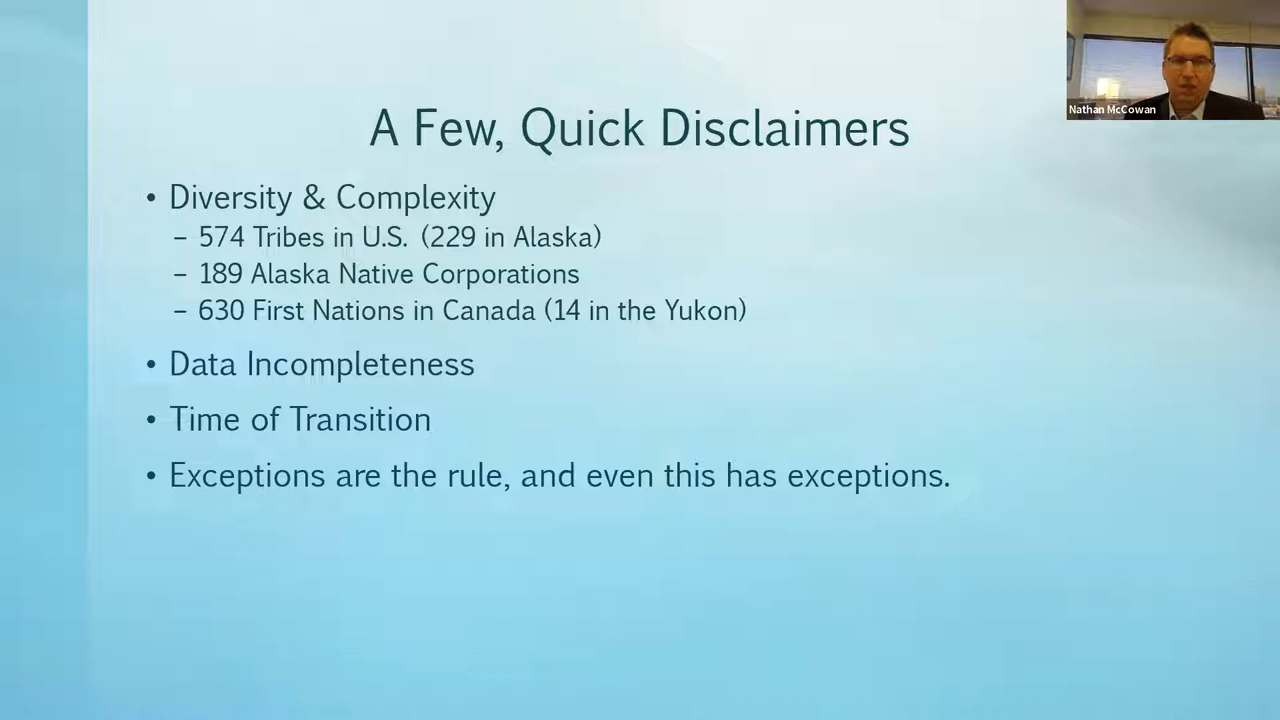 A Few, Quick Disclaimers
Nathan McCowan
• Diversity & Complexity
– 574 Tribes in U.S. (229 in Alaska)
– 189 Alaska Native Corporations
– 630 First Nations in Canada (14 in the Yukon)
• Data Incompleteness
• Time of Transition
• Exceptions are the rule, and even this has exceptions.